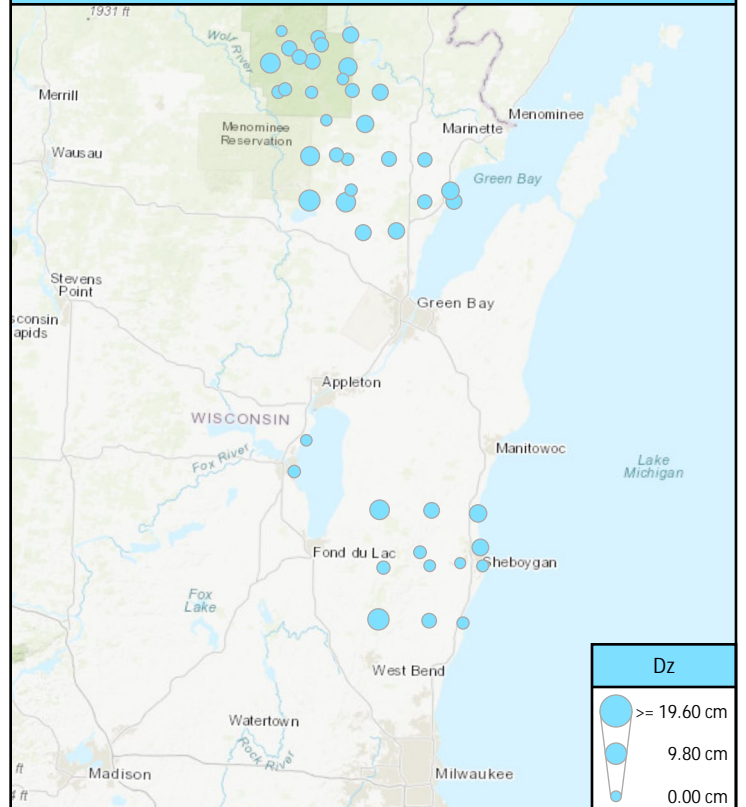 1931 ft
Wolf River
Merrill
Menominee
Marinette
Menominee
Reservation
Wausau
Green Bay
Stevens
Point
sconsin
apids
Green Bay
Appleton
WISCONSIN
Fox River
Manitowoc
Lake
Michigan
Fond du Lac
Sheboygan
Fox
Lake
West Bend
Dz
>= 19.60 cm
Watertown
9.80 cm
Rock River
ft
Madison
Milwaukee
0.00 cm
ft